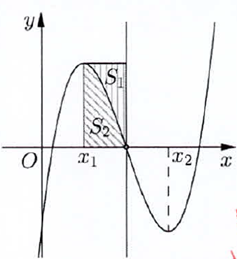 y
S₁
S₂
O x₁ x₂ x